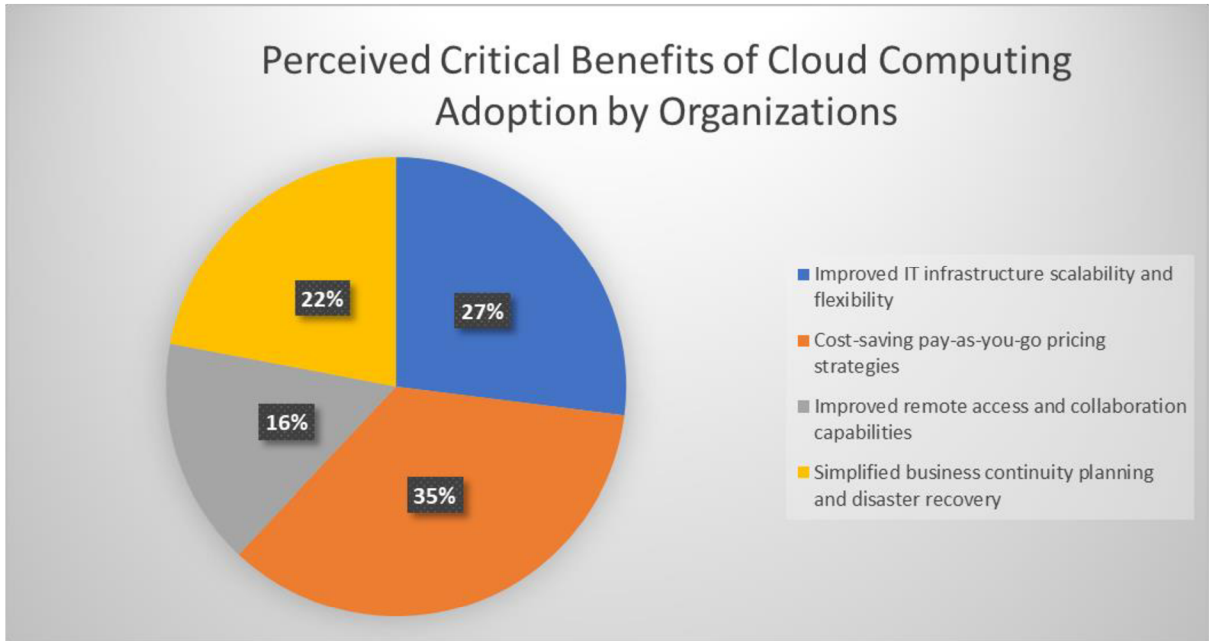 Perceived Critical Benefits of Cloud Computing
Adoption by Organizations
22%
27%
16%
35%
Improved IT infrastructure scalability and
flexibility
Cost-saving pay-as-you-go pricing
strategies
Improved remote access and collaboration
capabilities
Simplified business continuity planning
and disaster recovery